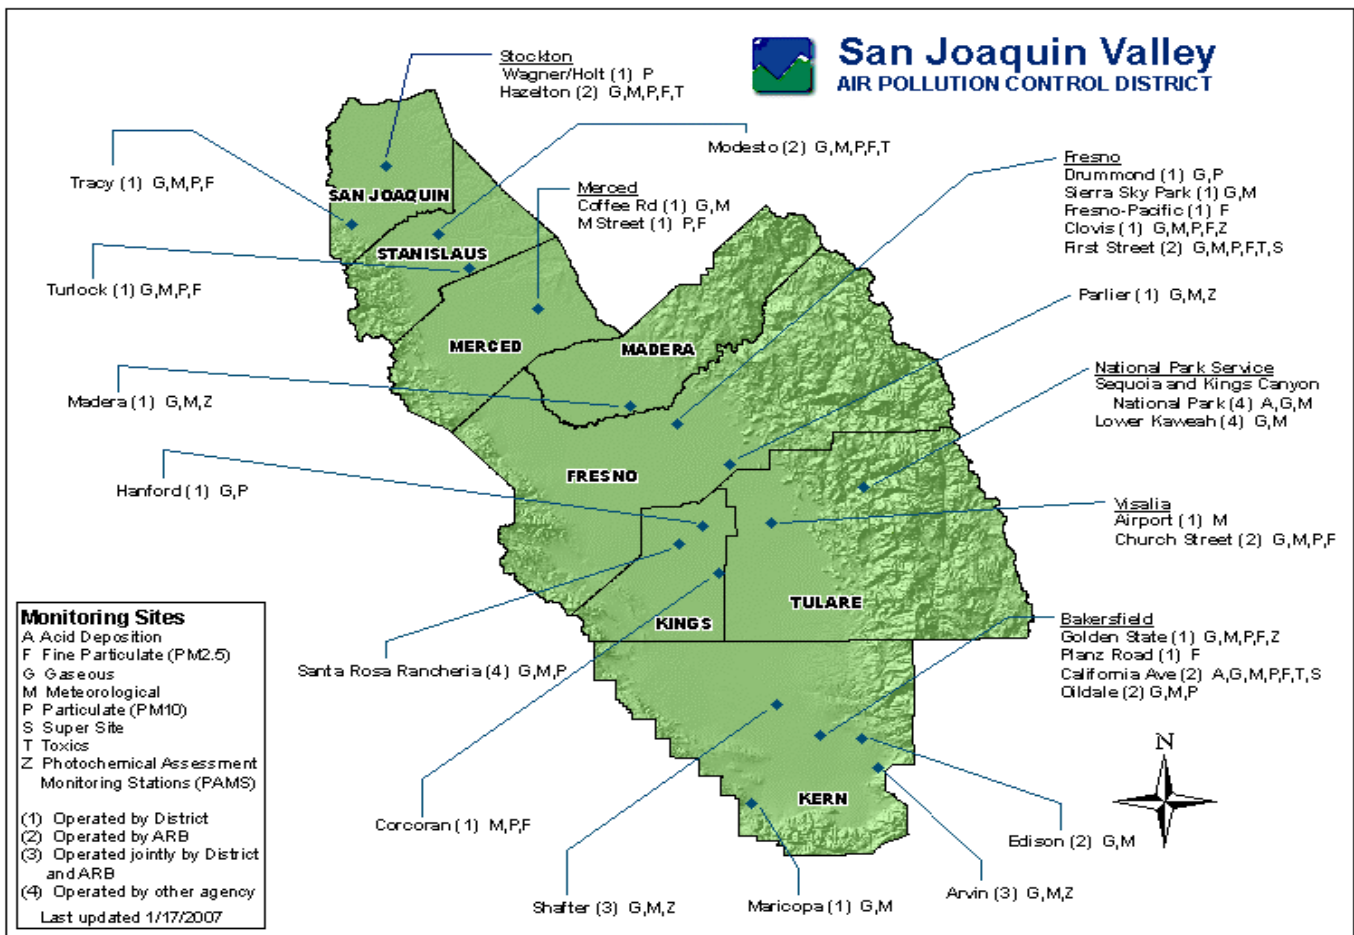 San Joaquin Valley
AIR POLLUTION CONTROL DISTRICT
Stockton
Wagner/Holt (1) P
Hazelton (2) G,M,P,F,T
Modesto (2) G,M,P,F,T
Tracy (1) G,M,P,F
Merced
Coffee Rd (1) G,M
M Street (1) P,F
Fresno
Drummond (1) G,P
Sierra Sky Park (1) G,M
Fresno-Pacific (1) F
Clovis (1) G,M,P,F,Z
First Street (2) G,M,P,F,T,S
Turlock (1) G,M,P,F
Parlier (1) G,M,Z
Madera (1) G,M,Z
National Park Service
Sequoia and Kings Canyon
National Park (4) A,G,M
Lower Kaweah (4) G,M
Hanford (1) G,P
Visalia
Airport (1) M
Church Street (2) G,M,P,F
SAN JOAQUIN
STANISLAUS
MERCED
MADERA
FRESNO
TULARE
KINGS
KERN
Santa Rosa Rancheria (4) G,M,P
Bakersfield
Golden State (1) G,M,P,F,Z
Planz Road (1) F
California Ave (2) A,G,M,P,F,T,S
Oildale (2) G,M,P
Corcoran (1) M,P,F
Edison (2) G,M
Arvin (3) G,M,Z
Shafter (3) G,M,Z
Maricopa (1) G,M
N
Monitoring Sites
A Acid Deposition
F Fine Particulate (PM2.5)
G Gaseous
M Meteorological
P Particulate (PM10)
S Super Site
T Toxics
Z Photochemical Assessment
Monitoring Stations (PAMS)
(1) Operated by District
(2) Operated by ARB
(3) Operated jointly by District
and ARB
(4) Operated by other agency
Last updated 1/17/2007